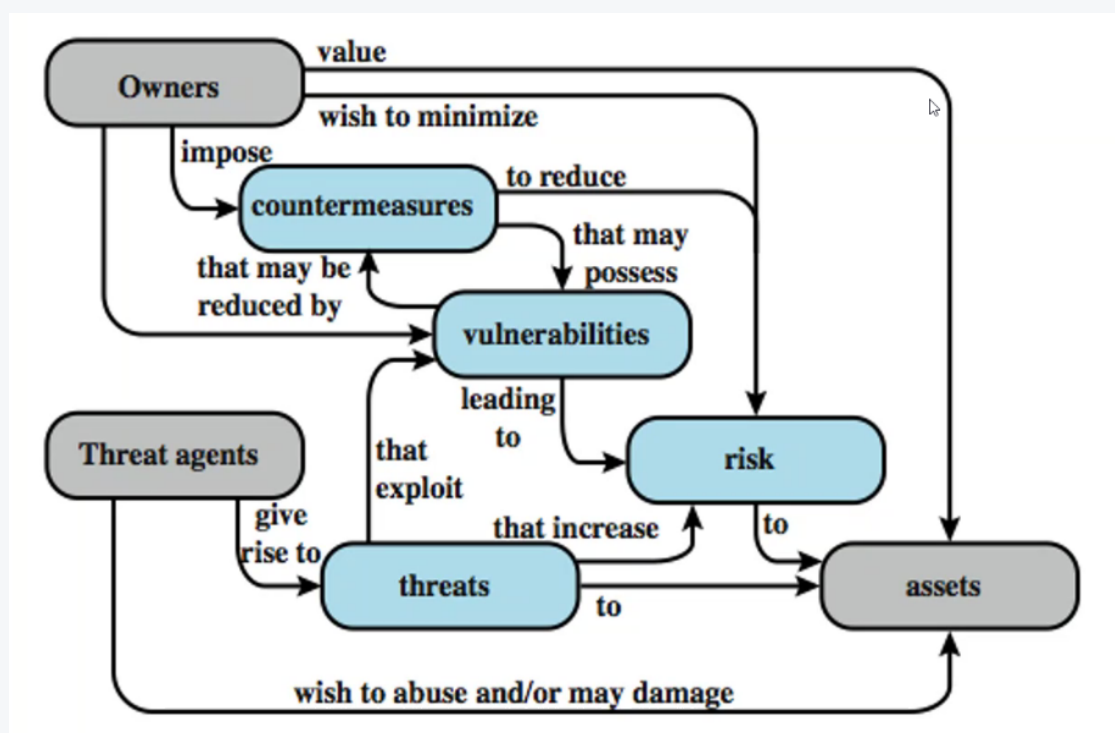 value
Owners
wish to minimize
impose
to reduce
countermeasures
that may
possess
that may be
reduced by
vulnerabilities
leading
to
Threat agents
that
exploit
risk
give
rise to
that increase
to
threats
to
assets
wish to abuse and/or may damage